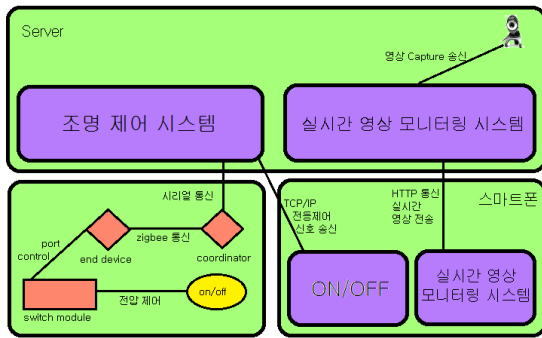 Server
영상 Capture 송신
조명 제어 시스템
실시간 영상 모니터링 시스템
시리얼 통신
TCP/IP
전등제어
신호 송신
HTTP 통신
실시간
영상 전송
스마트폰
port
control
zigbee 통신
end device
coordinator
전압 제어
on/off
switch module
ON/OFF
실시간 영상
모니터링 시스템